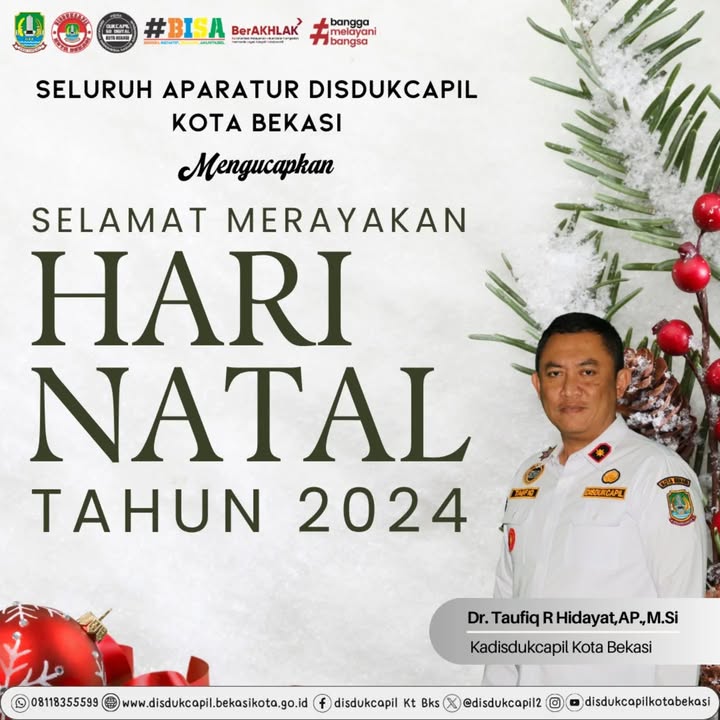 #BISA
BerAKHLAK
#bangga melayani bangsa
SELURUH APARATUR DISDUKCAPIL
KOTA BEKASI
Mengucapkan
SELAMAT MERAYAKAN
HARI
NATAL
TAHUN 2024
DISDUKCAPIL
Dr. Taufiq R Hidayat,AP.,M.Si
Kadisdukcapil Kota Bekasi
08118355599 www.disdukcapil.bekasikota.go.id disdukcapil Kt Bks @disdukcapil2 disdukcapilkotabekasi